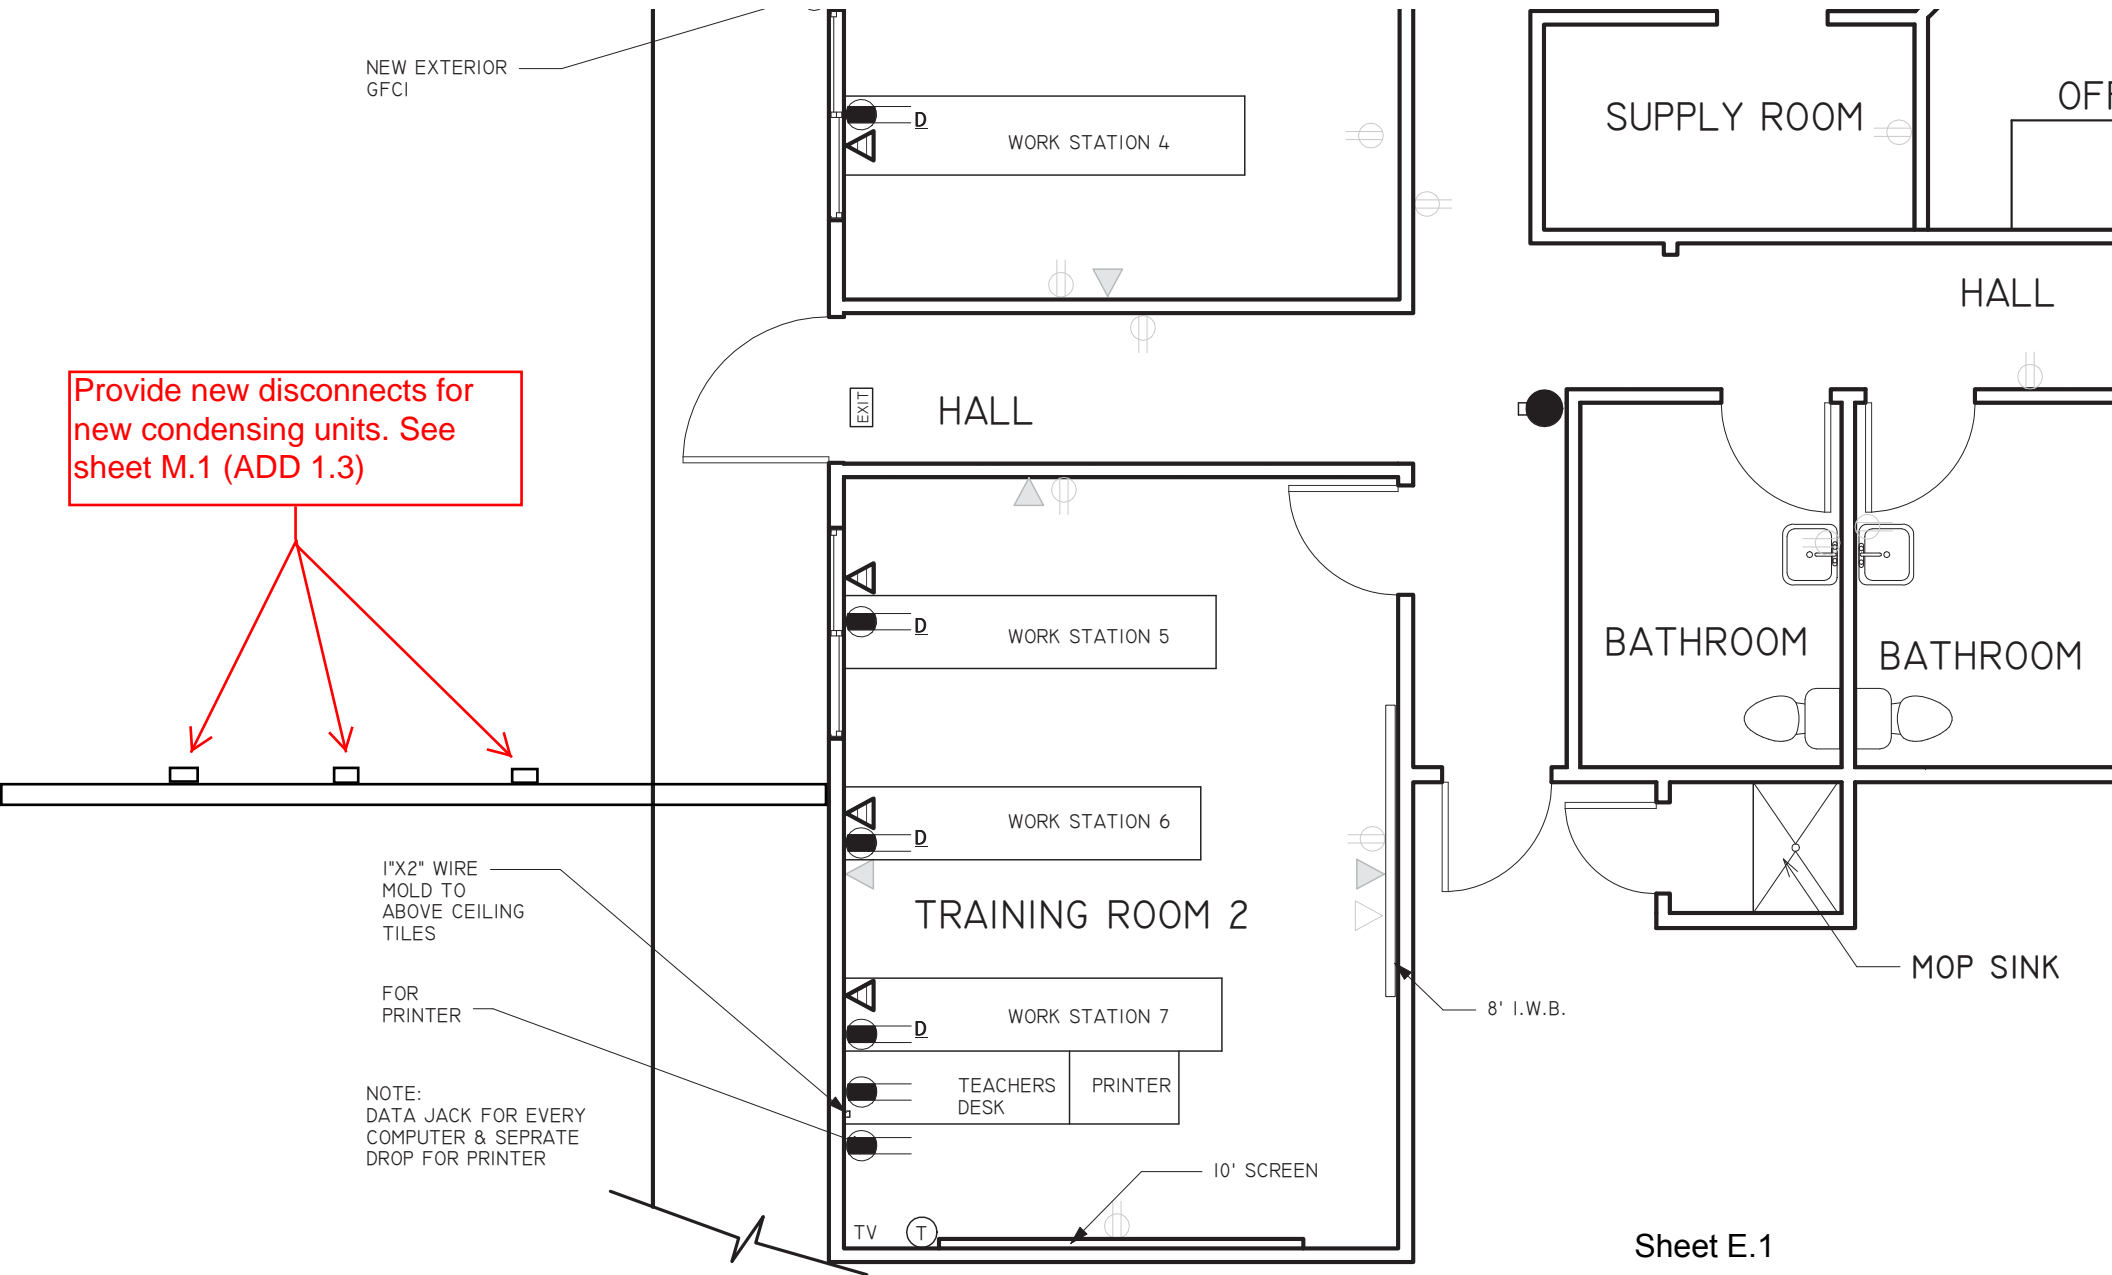 NEW EXTERIOR
GFCI
D
WORK STATION 4
SUPPLY ROOM
OFF
HALL
Provide new disconnects for
new condensing units. See
sheet M.1 (ADD 1.3)
EXIT
HALL
D
WORK STATION 5
BATHROOM
BATHROOM
WORK STATION 6
D
1"X2" WIRE
MOLD TO
ABOVE CEILING
TILES
TRAINING ROOM 2
MOP SINK
FOR
PRINTER
WORK STATION 7
D
8' I.W.B.
TEACHERS
DESK
PRINTER
NOTE:
DATA JACK FOR EVERY
COMPUTER & SEPRATE
DROP FOR PRINTER
10' SCREEN
TV
T
Sheet E.1